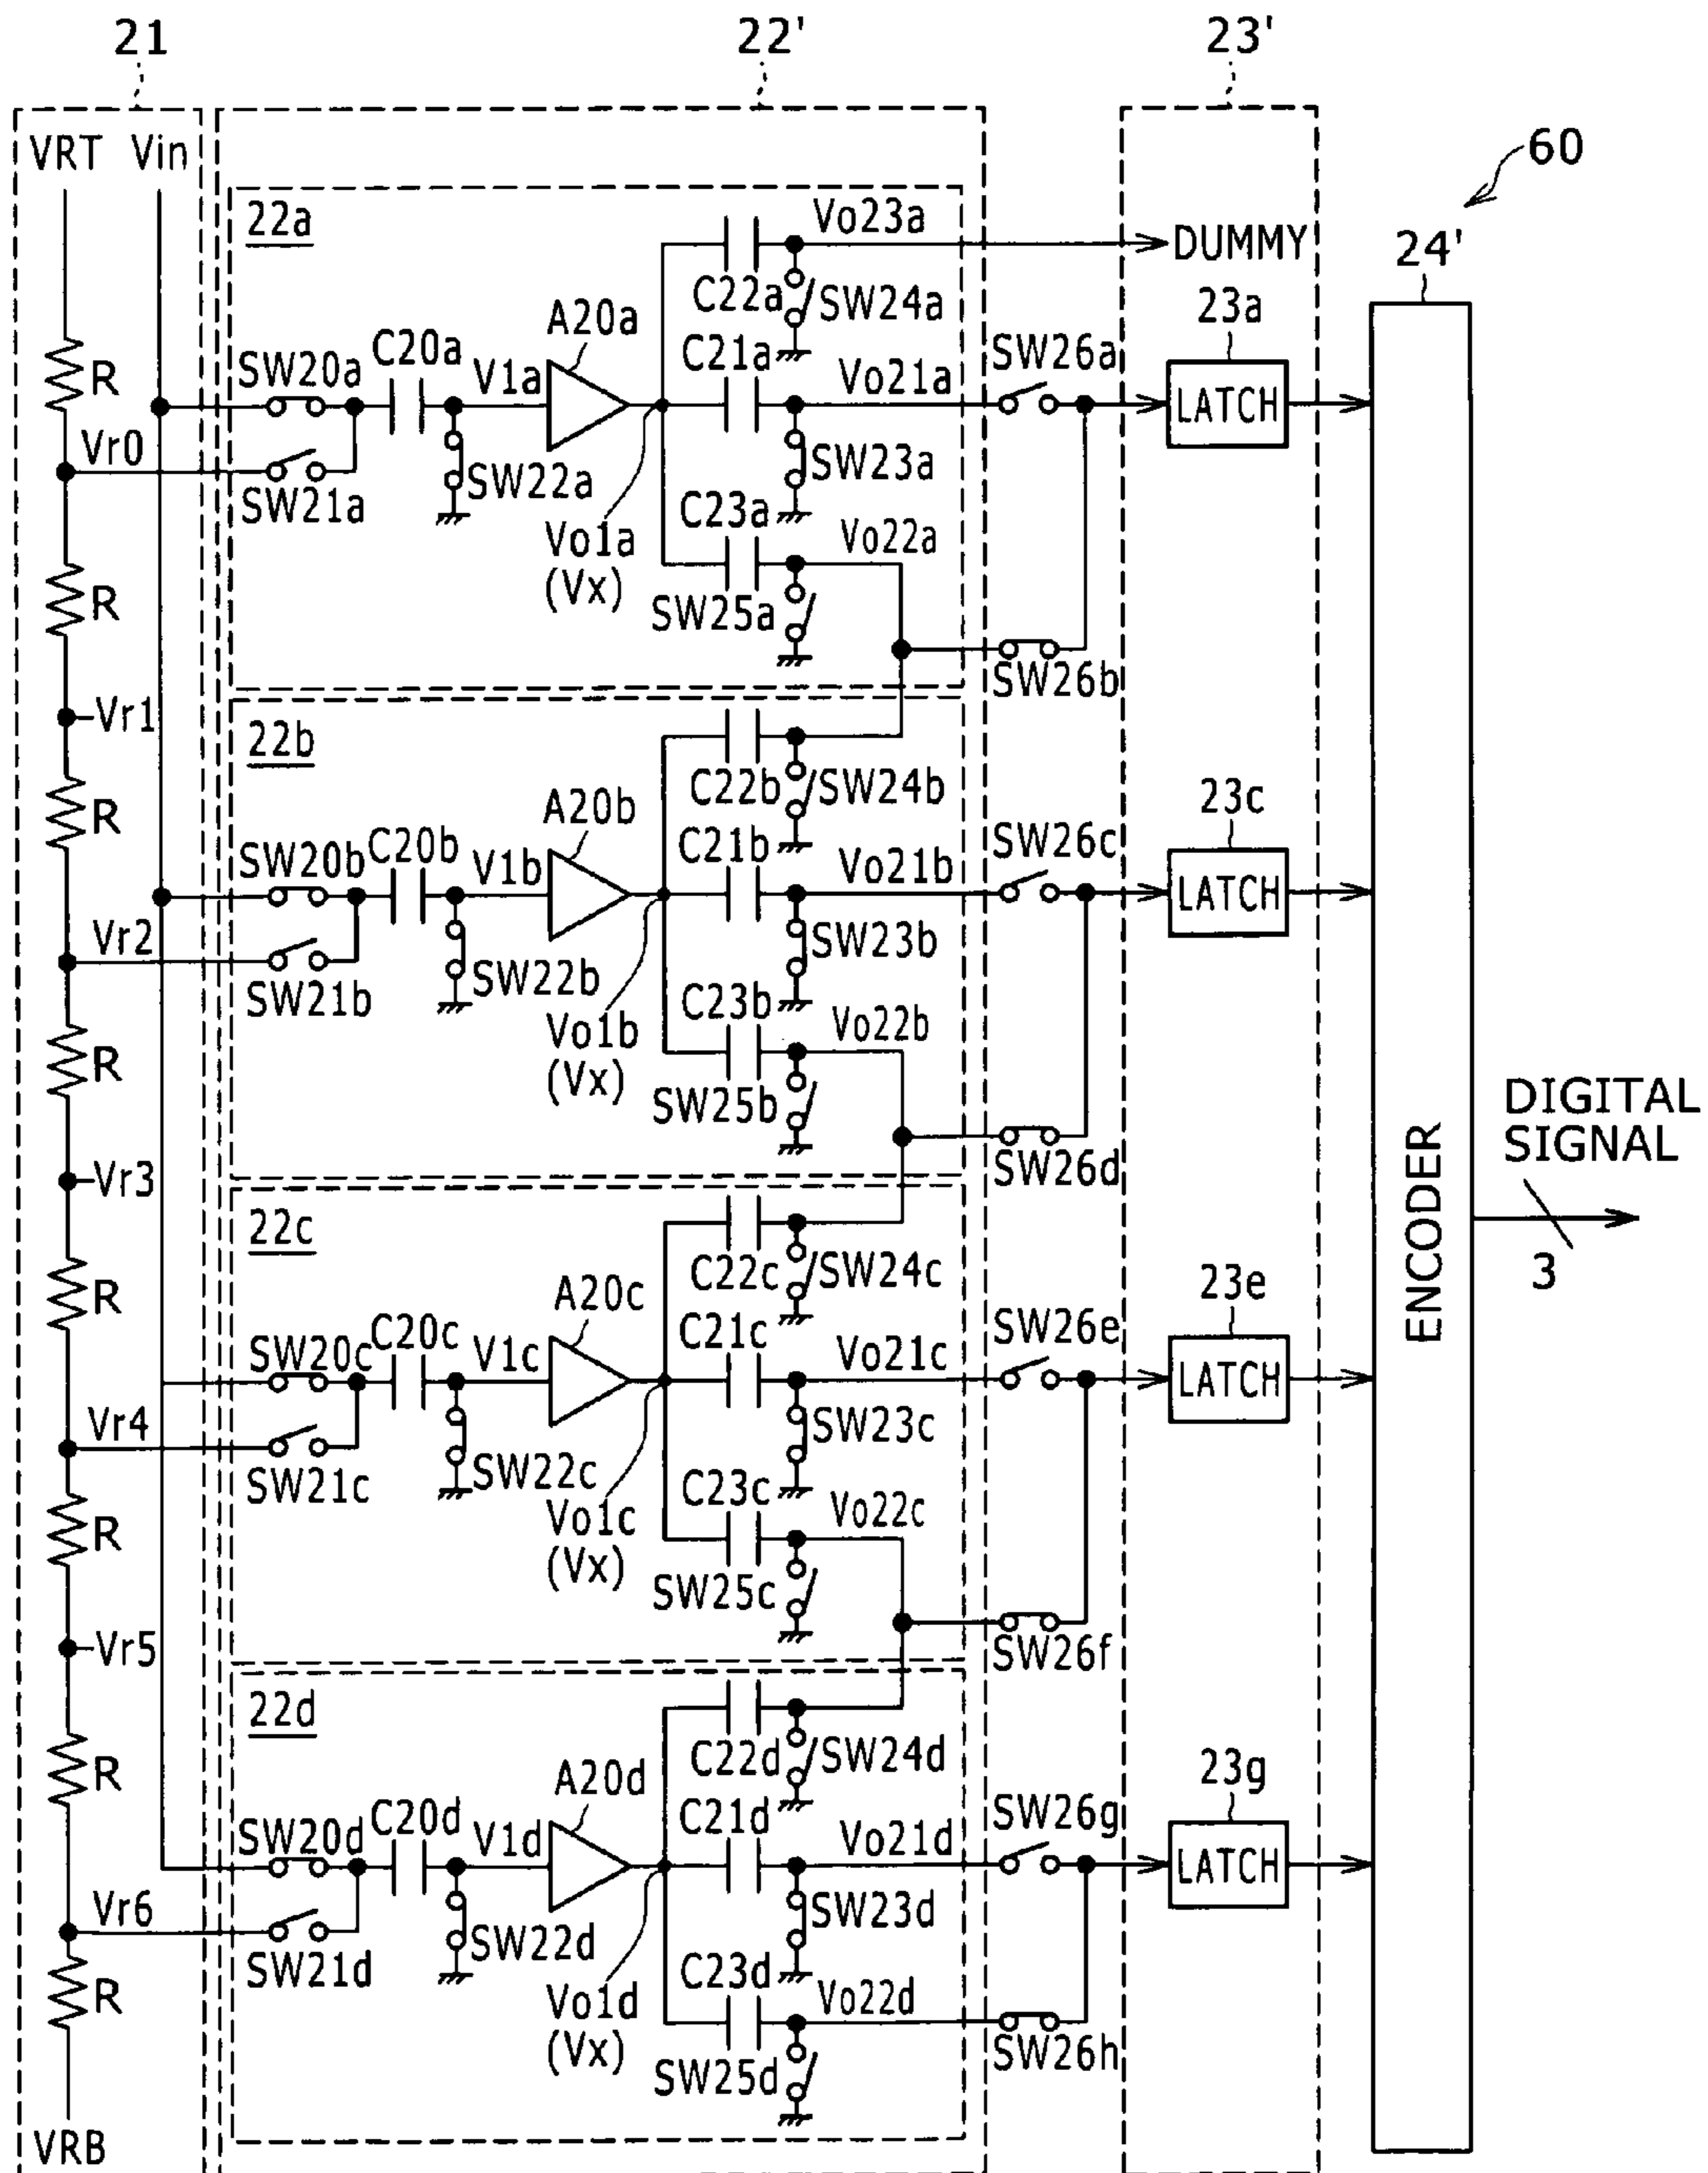 21
22'
23'
60
VRT
Vin
22a
Vo23a
DUMMY
24'
C22a
SW24a
23a
A20a
SW20a
C20a
V1a
C21a
Vo21a
SW26a
LATCH
R
Vr0
SW21a
SW22a
SW23a
C23a
Vo1a
(Vx)
Vo22a
R
SW25a
SW26b
Vr1
22b
C22b
SW24b
R
A20b
23c
SW20b
C20b
V1b
C21b
Vo21b
SW26c
LATCH
Vr2
SW21b
SW22b
SW23b
C23b
Vo1b
(Vx)
Vo22b
R
SW25b
SW26d
DIGITAL
SIGNAL
3
ENCODER
Vr3
22c
C22c
SW24c
R
A20c
23e
SW20c
C20c
V1c
C21c
Vo21c
SW26e
LATCH
Vr4
SW21c
SW22c
SW23c
C23c
Vo1c
(Vx)
Vo22c
R
SW25c
SW26f
Vr5
22d
C22d
SW24d
R
A20d
23g
SW20d
C20d
V1d
C21d
Vo21d
SW26g
LATCH
Vr6
SW21d
SW22d
SW23d
C23d
Vo1d
(Vx)
Vo22d
R
SW25d
SW26h
VRB